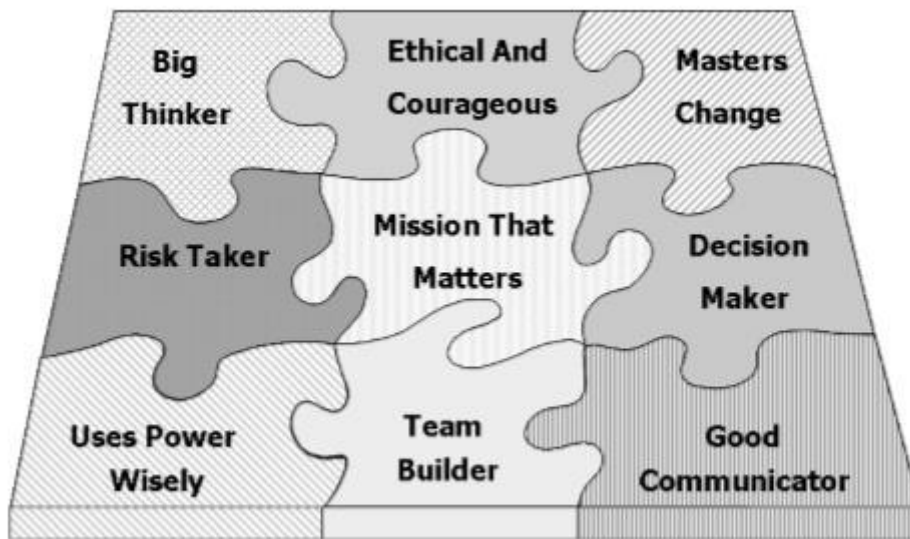 Big
Thinker
Ethical And
Courageous
Masters
Change
Risk Taker
Mission That
Matters
Decision
Maker
Uses Power
Wisely
Team
Builder
Good
Communicator